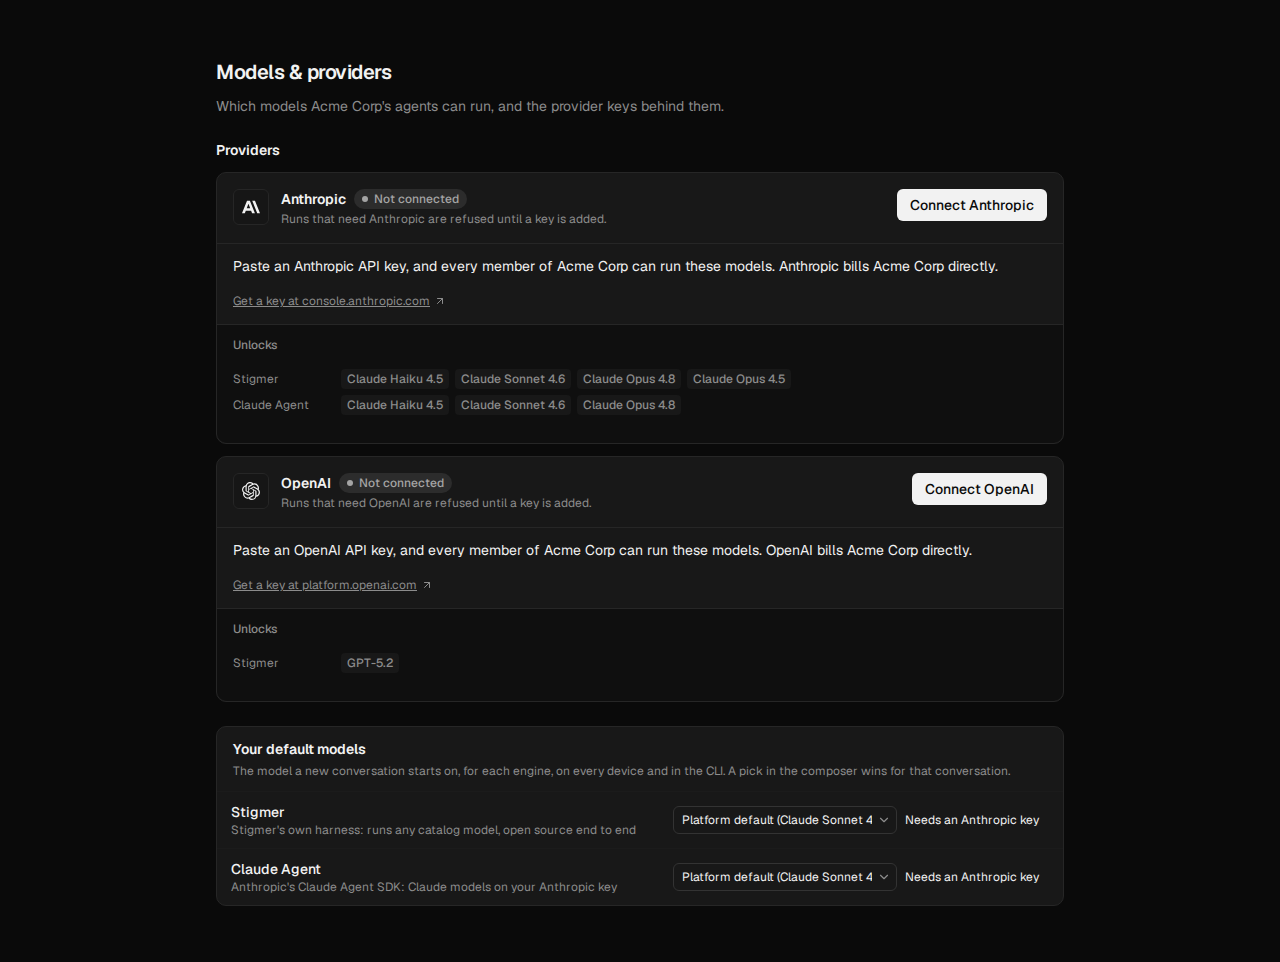 Models & providers
Which models Acme Corp's agents can run, and the provider keys behind them.
Providers
Anthropic
Not connected
Runs that need Anthropic are refused until a key is added.
Connect Anthropic
Paste an Anthropic API key, and every member of Acme Corp can run these models. Anthropic bills Acme Corp directly.
Get a key at console.anthropic.com
Unlocks
Stigmer Claude Haiku 4.5 Claude Sonnet 4.6 Claude Opus 4.8 Claude Opus 4.5
Claude Agent Claude Haiku 4.5 Claude Sonnet 4.6 Claude Opus 4.8
OpenAI
Not connected
Runs that need OpenAI are refused until a key is added.
Connect OpenAI
Paste an OpenAI API key, and every member of Acme Corp can run these models. OpenAI bills Acme Corp directly.
Get a key at platform.openai.com
Unlocks
Stigmer GPT-5.2
Your default models
The model a new conversation starts on, for each engine, on every device and in the CLI. A pick in the composer wins for that conversation.
Stigmer
Stigmer's own harness: runs any catalog model, open source end to end
Platform default (Claude Sonnet 4
Needs an Anthropic key
Claude Agent
Anthropic's Claude Agent SDK: Claude models on your Anthropic key
Platform default (Claude Sonnet 4
Needs an Anthropic key